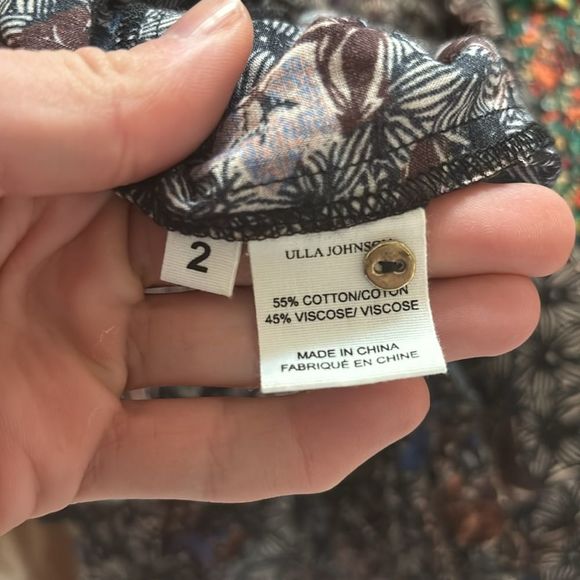 2
ULLA JOHNSON
55% COTTON/COTON
45% VISCOSE/ VISCOSE
MADE IN CHINA
FABRIQUÉ EN CHINE